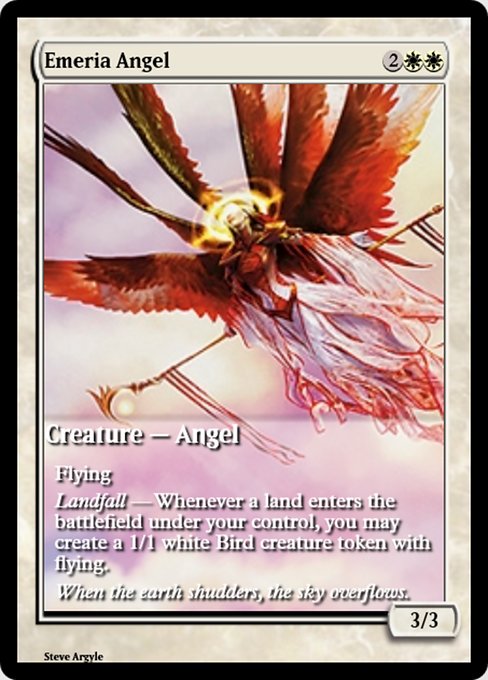 Emeria Angel 2
Creature — Angel
Flying
Landfall — Whenever a land enters the
battlefield under your control, you may
create a 1/1 white Bird creature token with
flying.
When the earth shudders, the sky overflows.
3/3
Steve Argyle